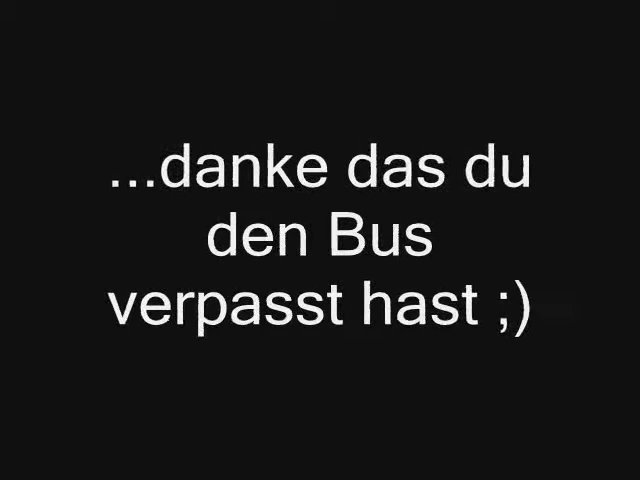 ...danke das du
den Bus
verpasst hast ;)